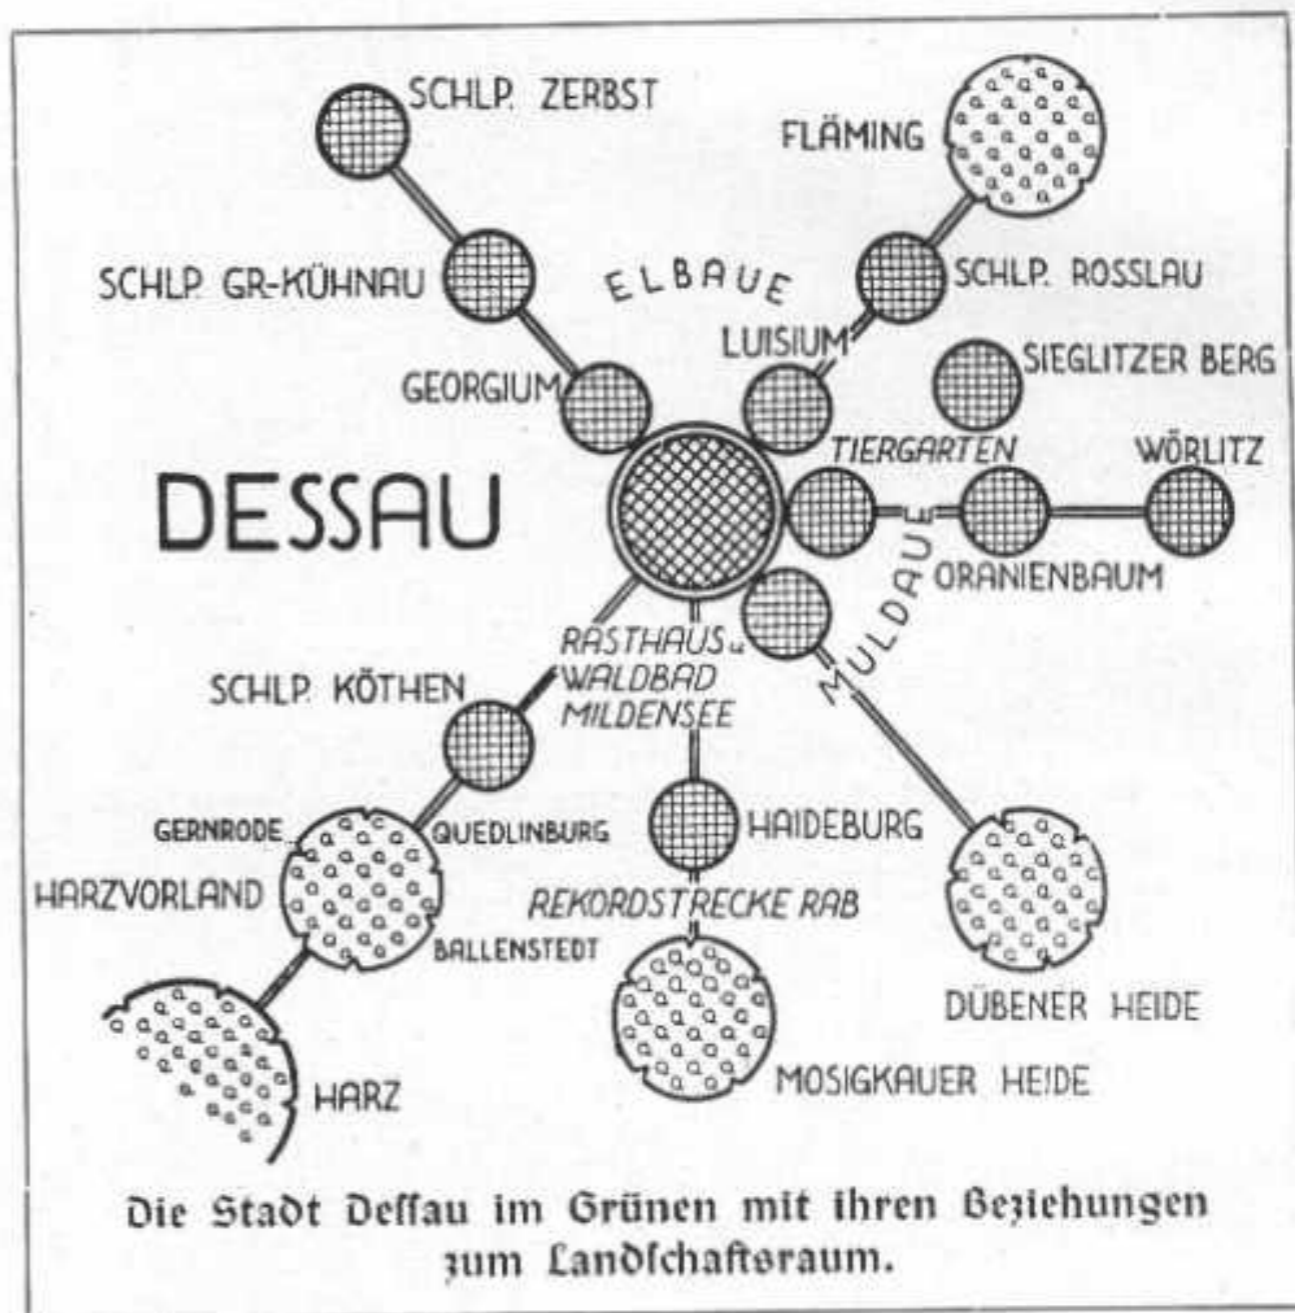 SCHLP. ZERBST
FLÄMING
SCHLP. GR-KÜHNAU
ELBAUE
SCHLP. ROSSLAU
LUISIUM
SIEGLITZER BERG
GEORGIUM
TIERGARTEN
WÖRLITZ
DESSAU
MULDAUE
ORANIENBAUM
RASTHAUS u.
WALDBAD
MILDENSEE
SCHLP. KÖTHEN
GERNRODE
QUEDLINBURG
HAIDEBURG
HARZVORLAND
REKORDSTRECKE RAB
BALLENSTEDT
DÜBENER HEIDE
MOSIGKAUER HEIDE
HARZ
Die Stadt Deſſau im Grünen mit ihren Beziehungen
zum Landſchaftsraum.